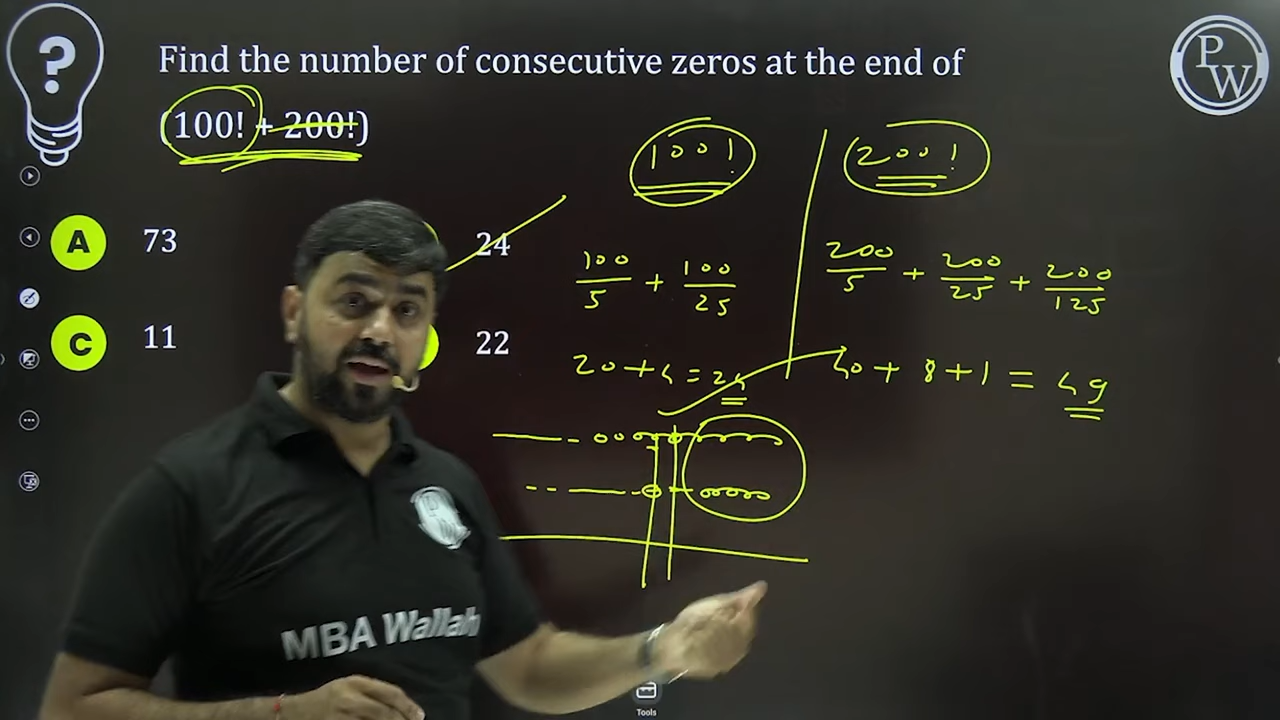 Find the number of consecutive zeros at the end of
(100! + 200!)
?
P
W
A 73
24
C 11
22
100!
200!
100/5 + 100/25
200/5 + 200/25 + 200/125
20 + 4 = 24
40 + 8 + 1 = 49
MBA Wallah
Tools